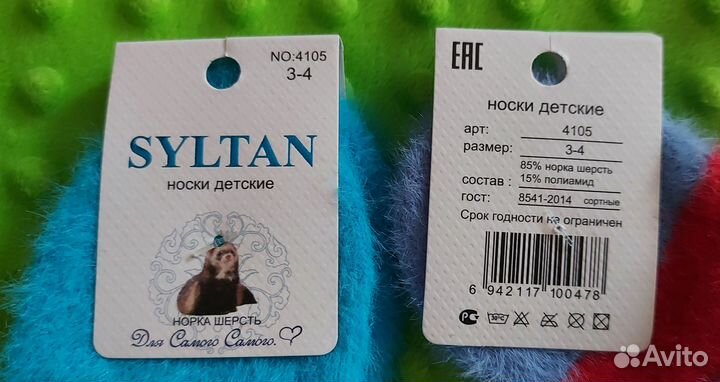 NO:4105
3-4
SYLTAN
носки детские
НОРКА ШЕРСТЬ
Для Самого Самого.
EAC
носки детские
арт: 4105
размер: 3-4
85% норка шерсть
состав : 15% полиамид
гост: 8541-2014 сортные
Срок годности не ограничен
6 942117 100478
30°C
Avito